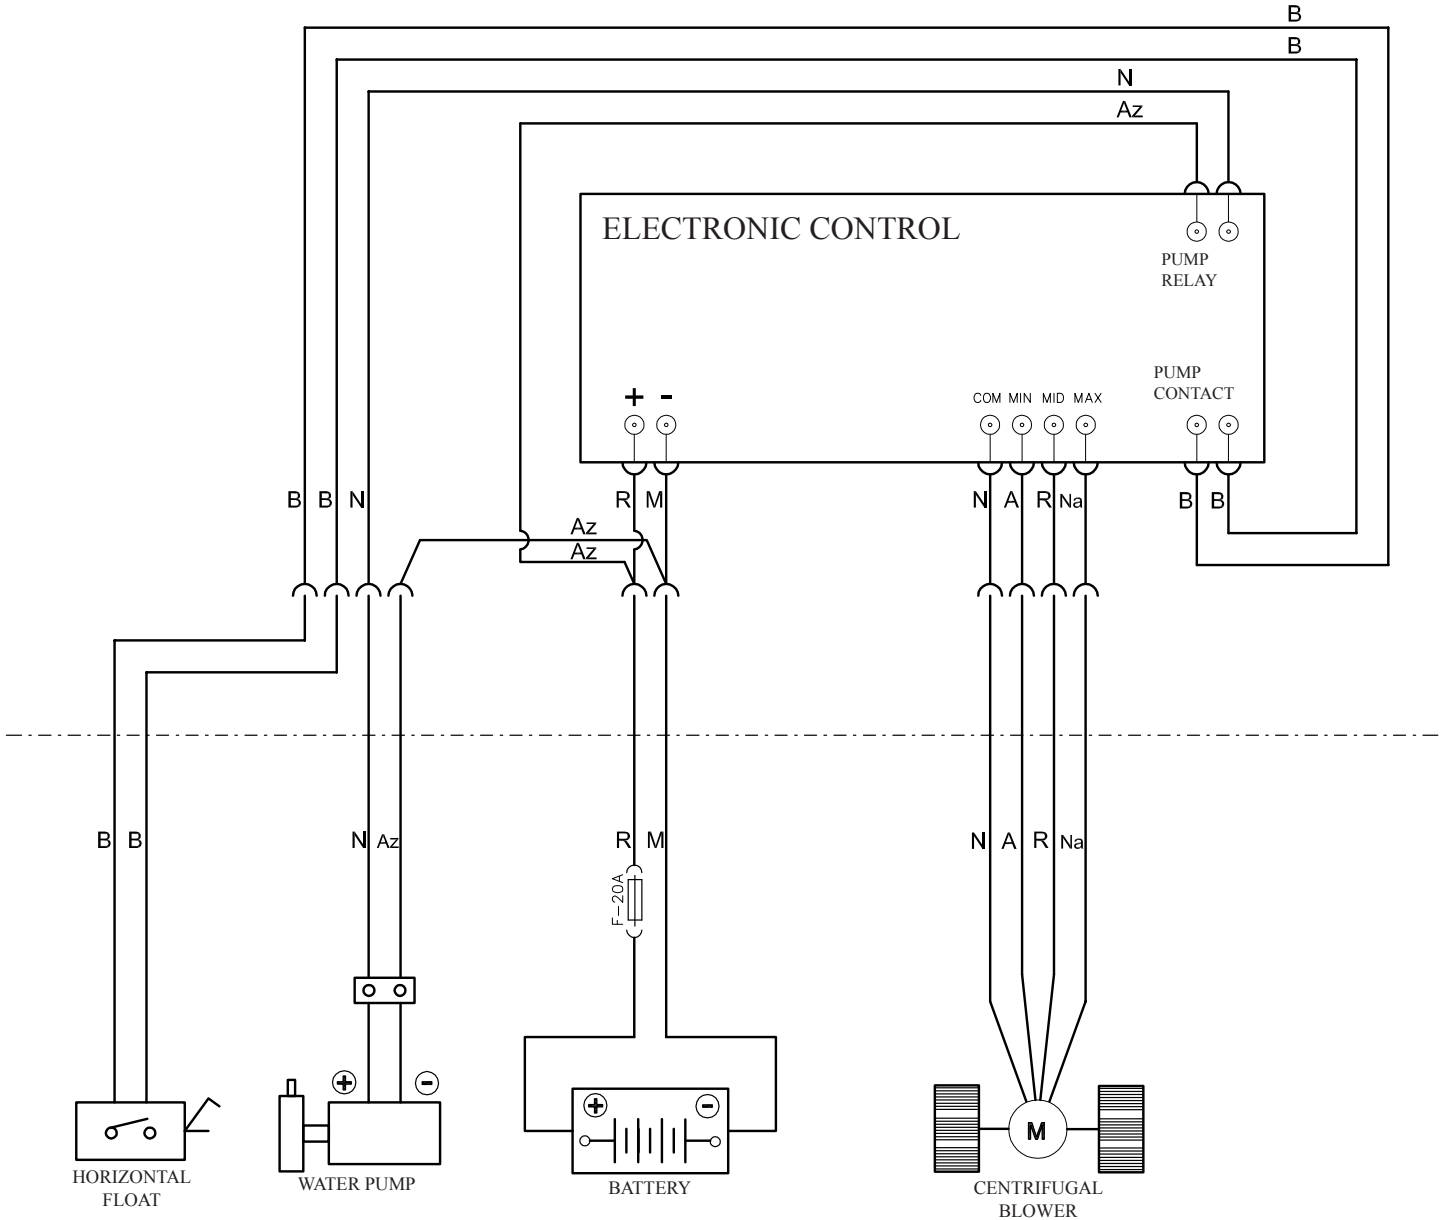 B
B
N
Az
ELECTRONIC CONTROL
PUMP
RELAY
PUMP
CONTACT
+ -
COM MIN MID MAX
B B N R M N A R Na B B
Az
Az
B B N Az R M N A R Na
F-20A
+ - + -
M
HORIZONTAL
FLOAT
WATER PUMP
BATTERY
CENTRIFUGAL
BLOWER